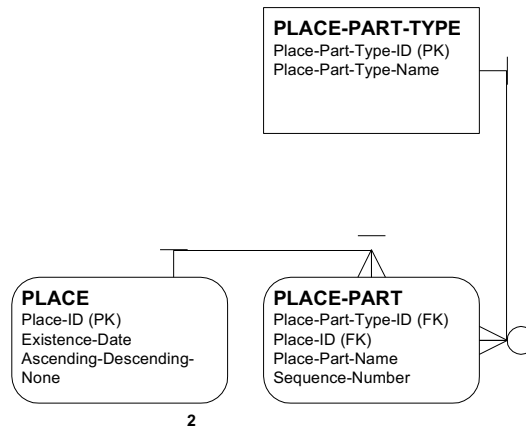 PLACE-PART-TYPE
Place-Part-Type-ID (PK)
Place-Part-Type-Name
PLACE
Place-ID (PK)
Existence-Date
Ascending-Descending-
None
PLACE-PART
Place-Part-Type-ID (FK)
Place-ID (FK)
Place-Part-Name
Sequence-Number
2